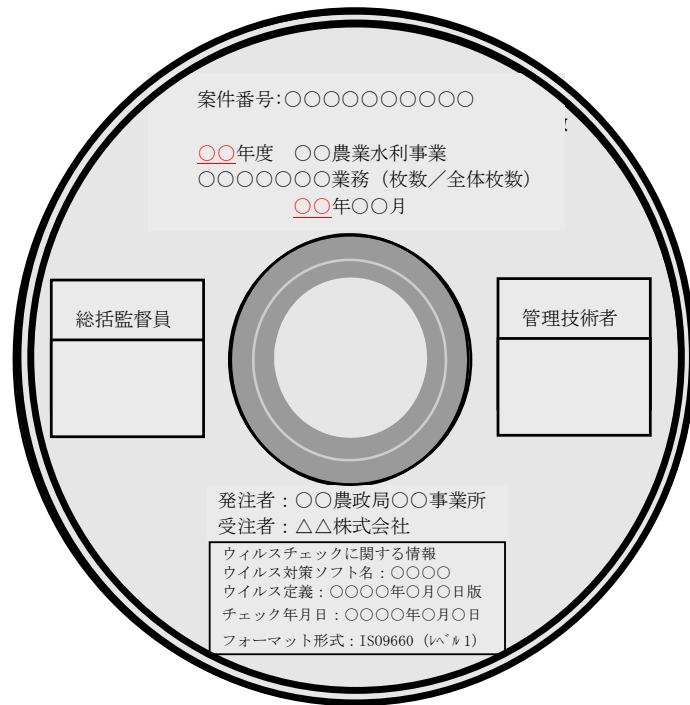 案件番号:○○○○○○○○○○
○○年度　○○農業水利事業
○○○○○○○業務（枚数／全体枚数）
○○年○○月
総括監督員
管理技術者
発注者：○○農政局○○事業所
受注者：△△株式会社
ウィルスチェックに関する情報
ウイルス対策ソフト名：○○○○
ウイルス定義：○○○○年○月○日版
チェック年月日：○○○○年○月○日
フォーマット形式：ISO9660（ﾚﾍﾞﾙ1）